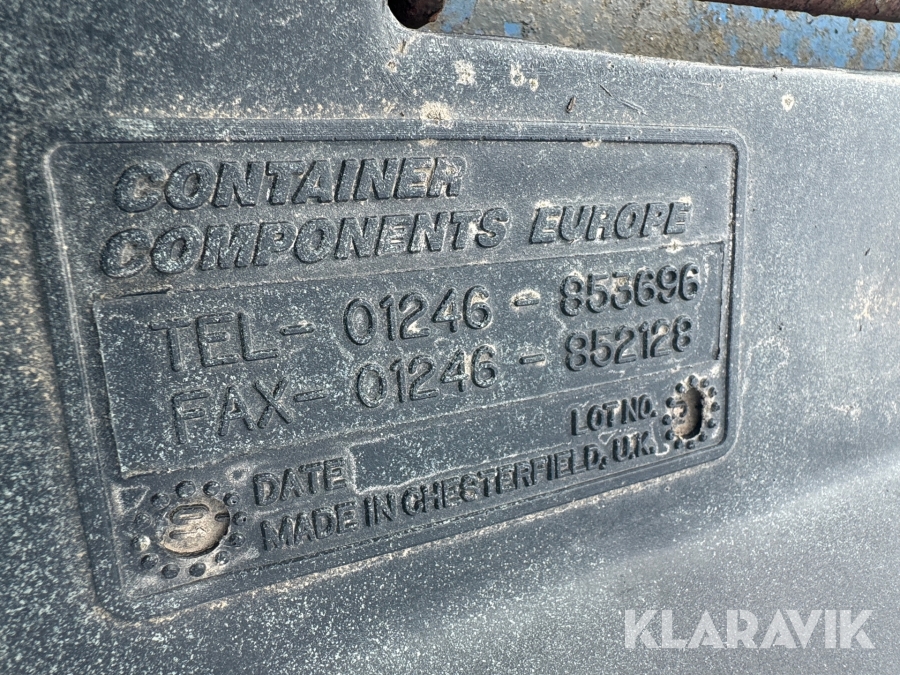 CONTAINER
COMPONENTS EUROPE
TEL- 01246 - 853696
FAX- 01246 - 852128
LOT NO.
DATE
MADE IN CHESTERFIELD, U.K.
KLARAVIK